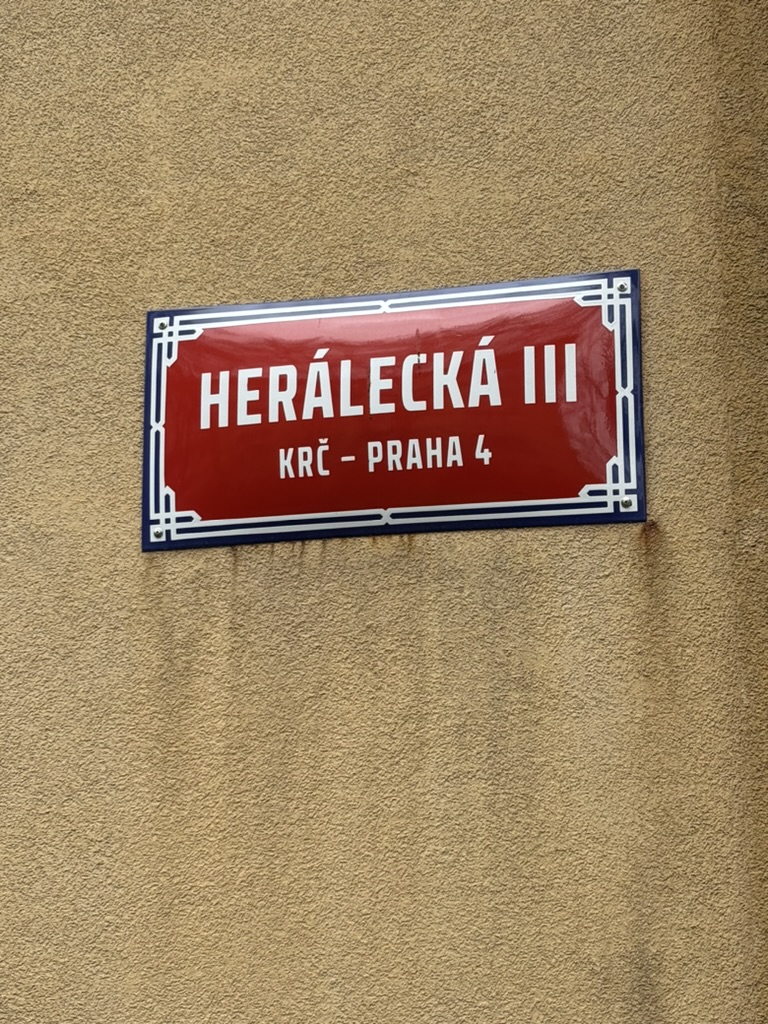 HERÁLECKÁ III
KRČ – PRAHA 4